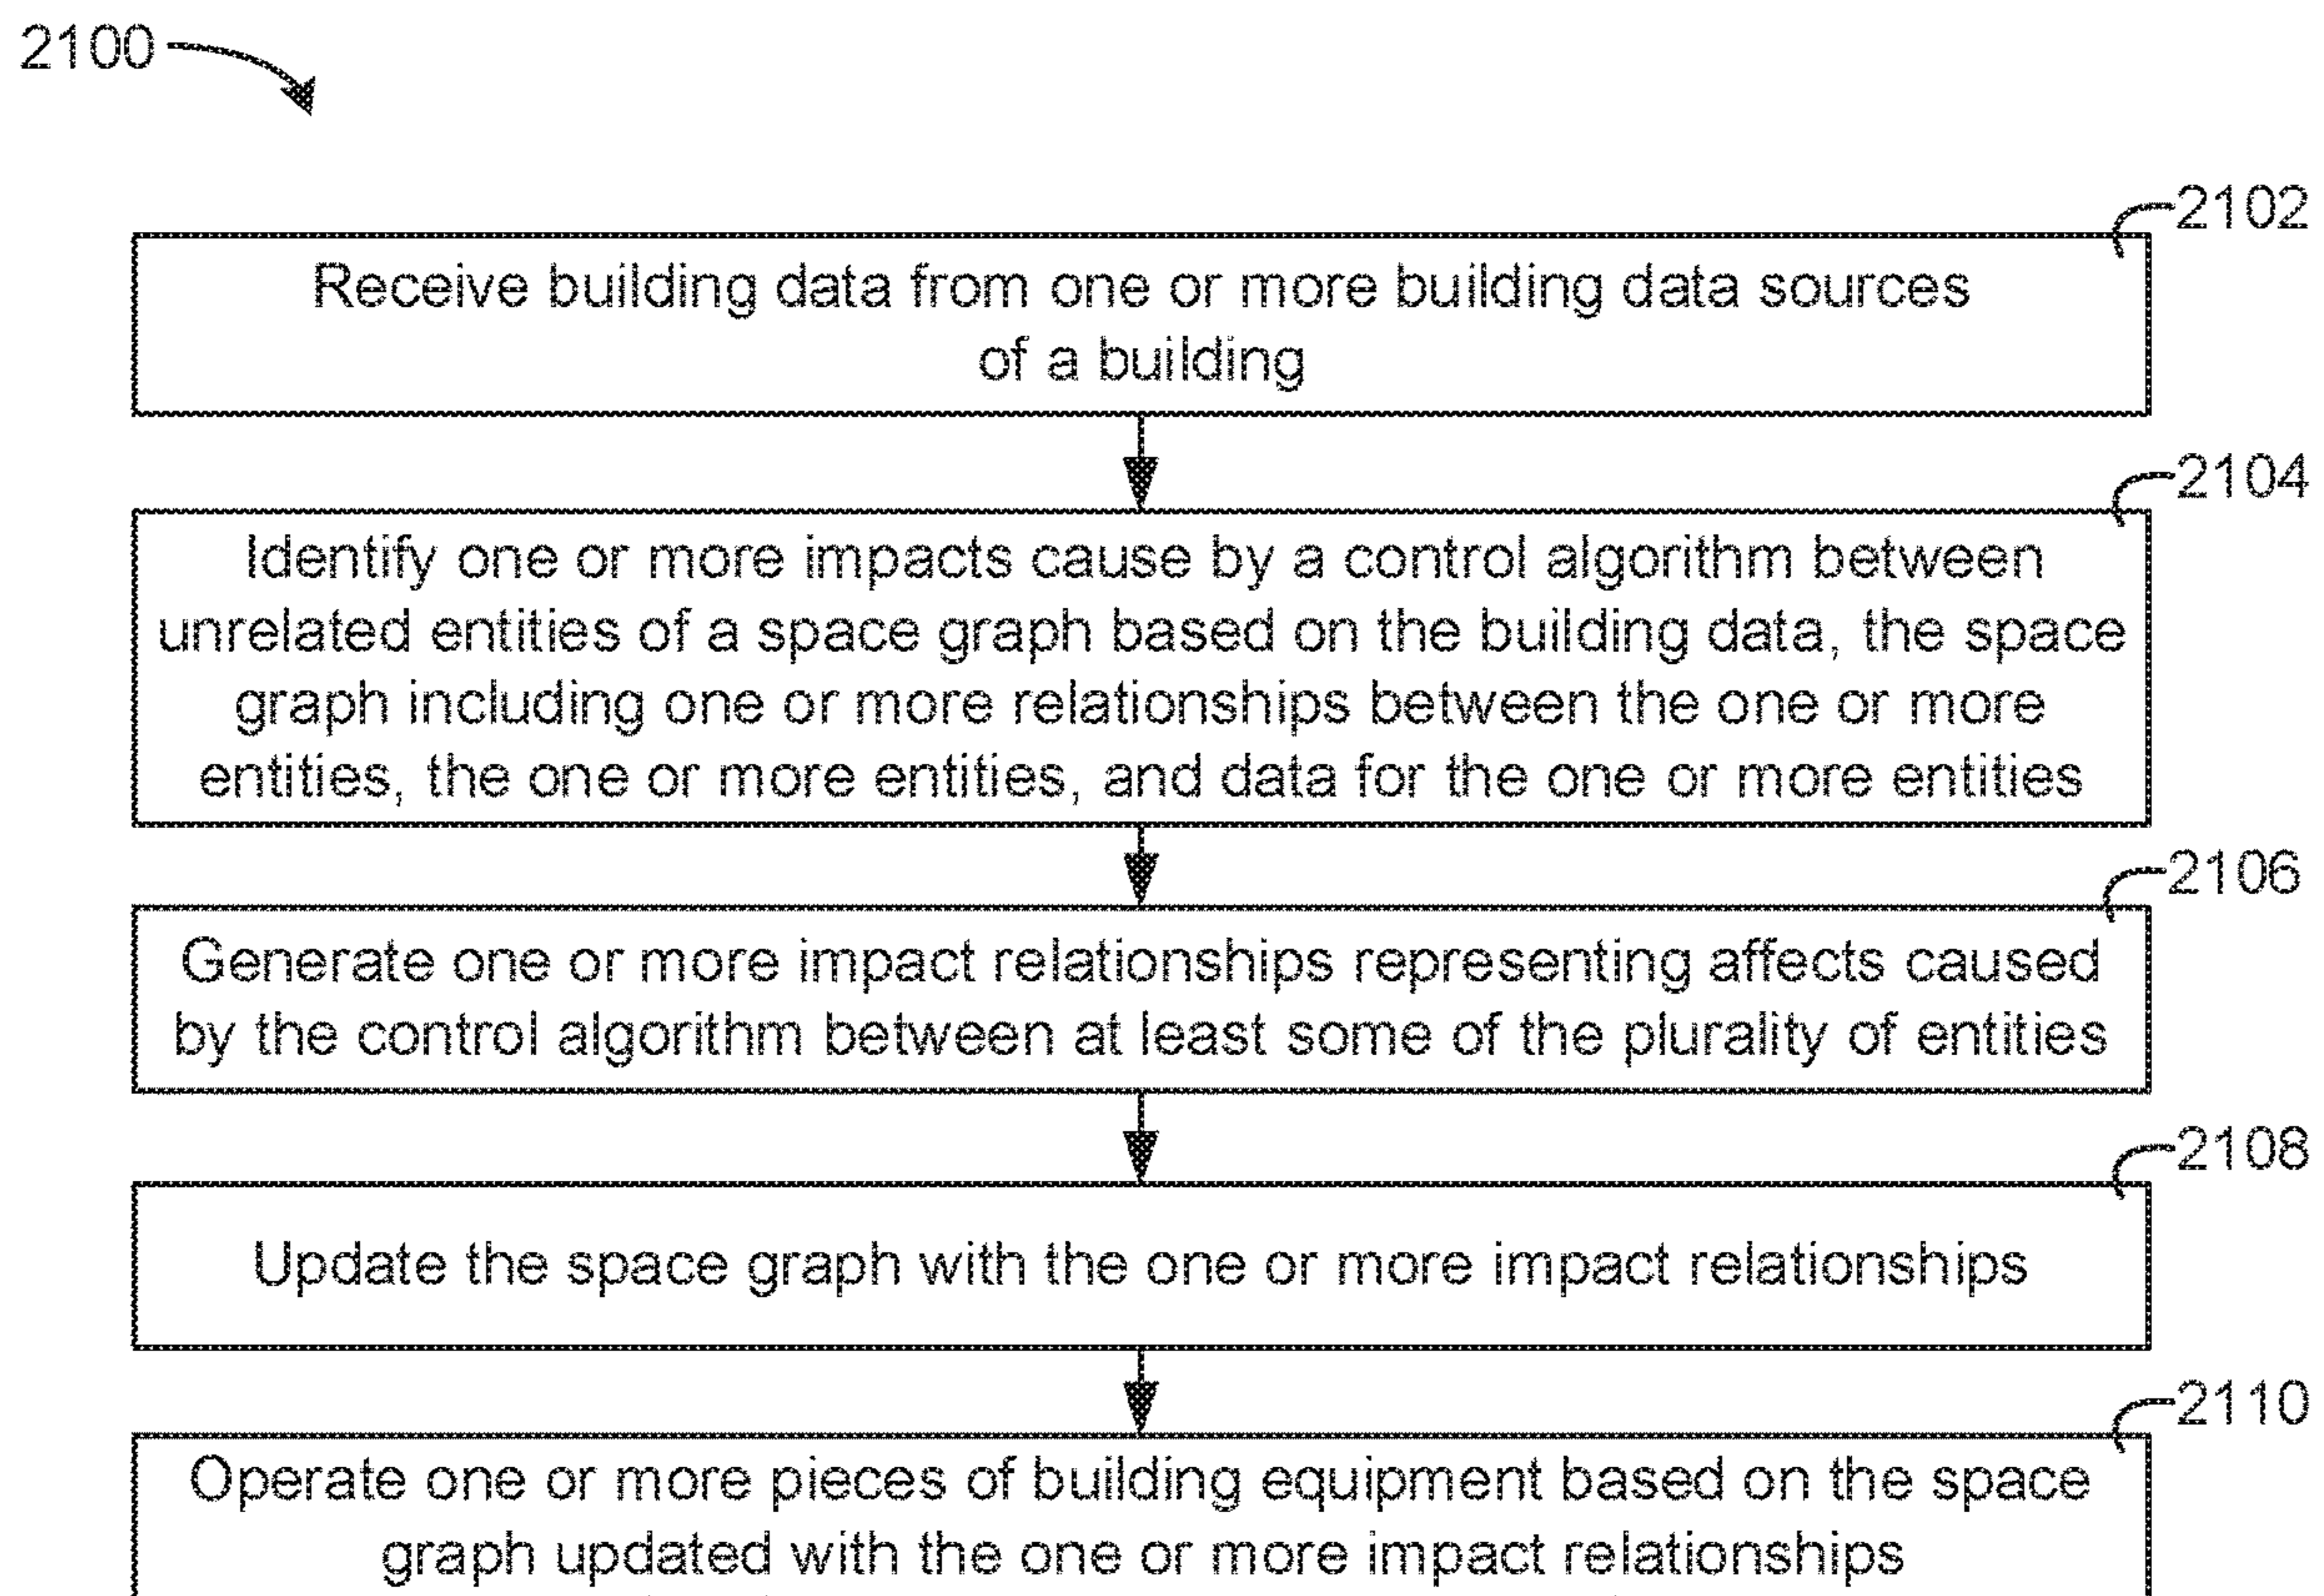 2100
2102
Receive building data from one or more building data sources
of a building
2104
Identify one or more impacts cause by a control algorithm between
unrelated entities of a space graph based on the building data, the space
graph including one or more relationships between the one or more
entities, the one or more entities, and data for the one or more entities
2106
Generate one or more impact relationships representing affects caused
by the control algorithm between at least some of the plurality of entities
2108
Update the space graph with the one or more impact relationships
2110
Operate one or more pieces of building equipment based on the space
graph updated with the one or more impact relationships